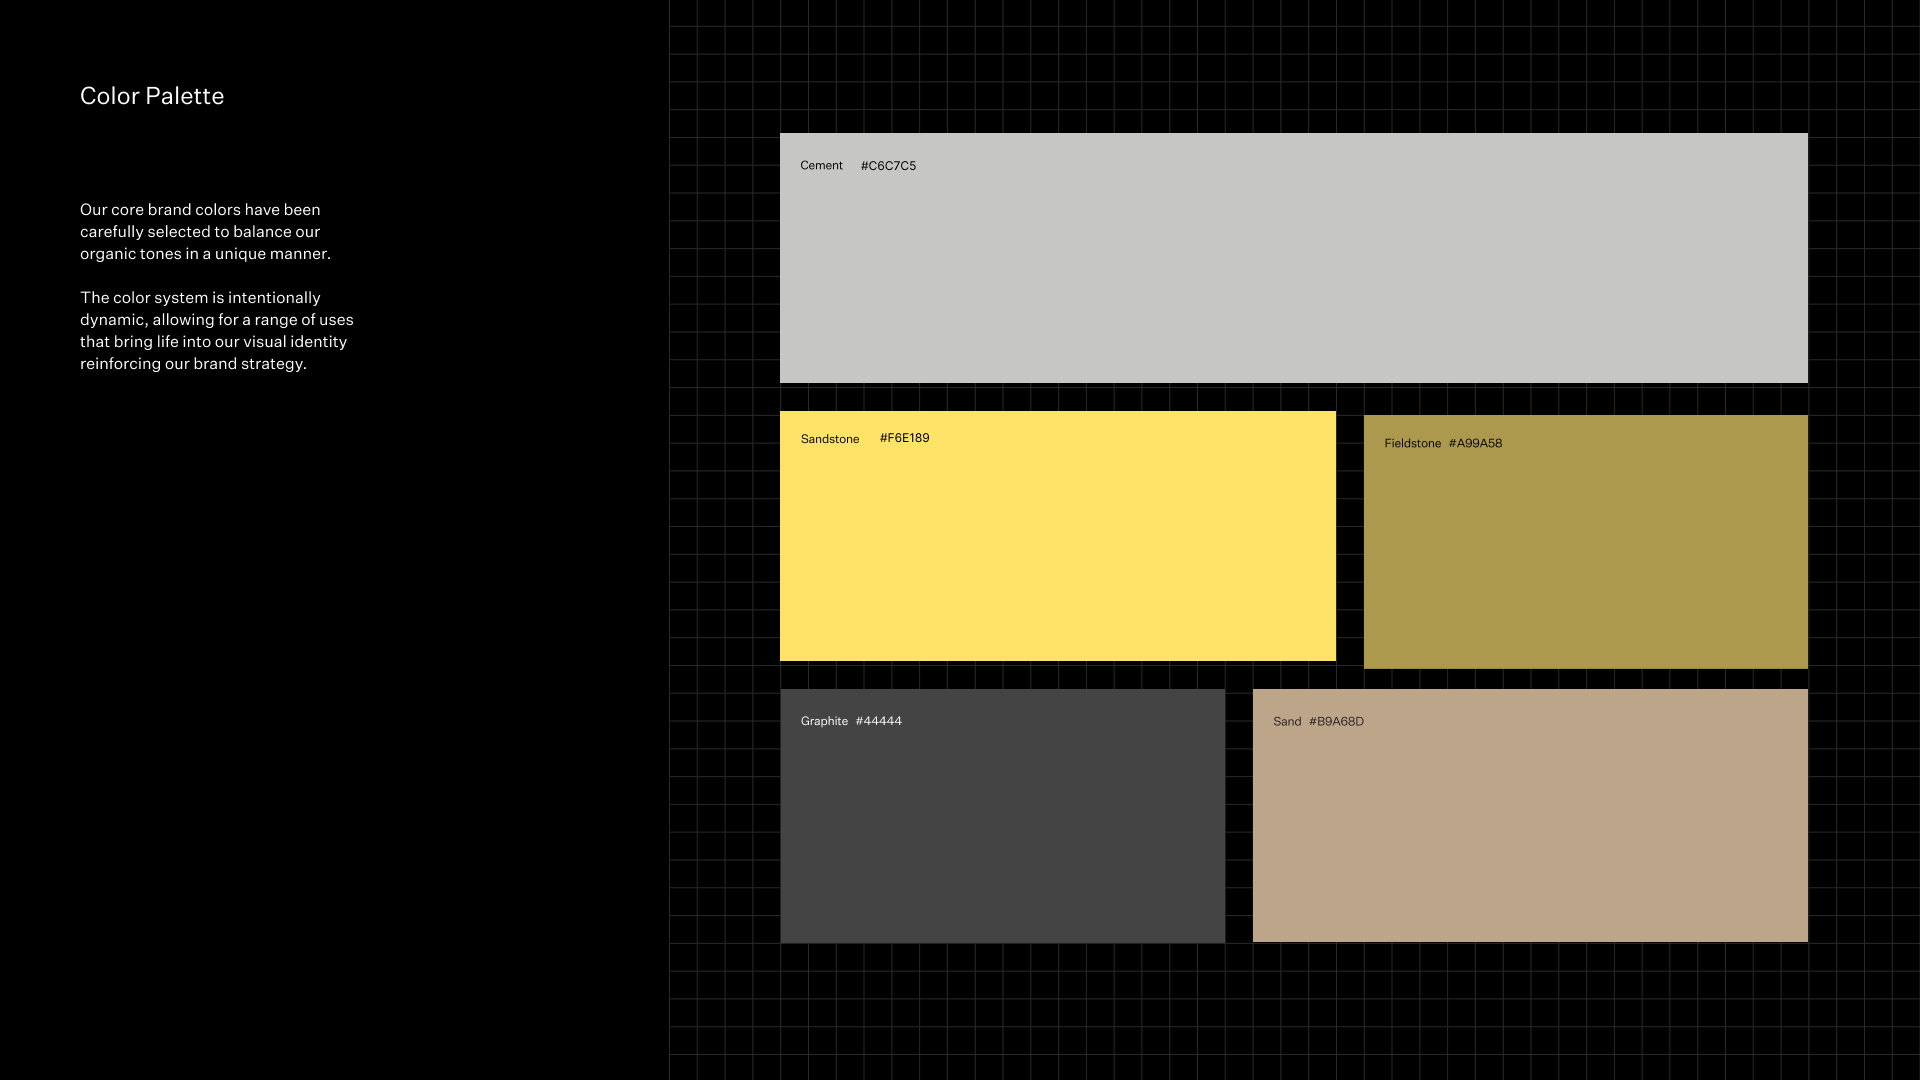 Color Palette
Our core brand colors have been
carefully selected to balance our
organic tones in a unique manner.
The color system is intentionally
dynamic, allowing for a range of uses
that bring life into our visual identity
reinforcing our brand strategy.
Cement #C6C7C5
Sandstone #F6E189
Fieldstone #A99A58
Graphite #44444
Sand #B9A68D